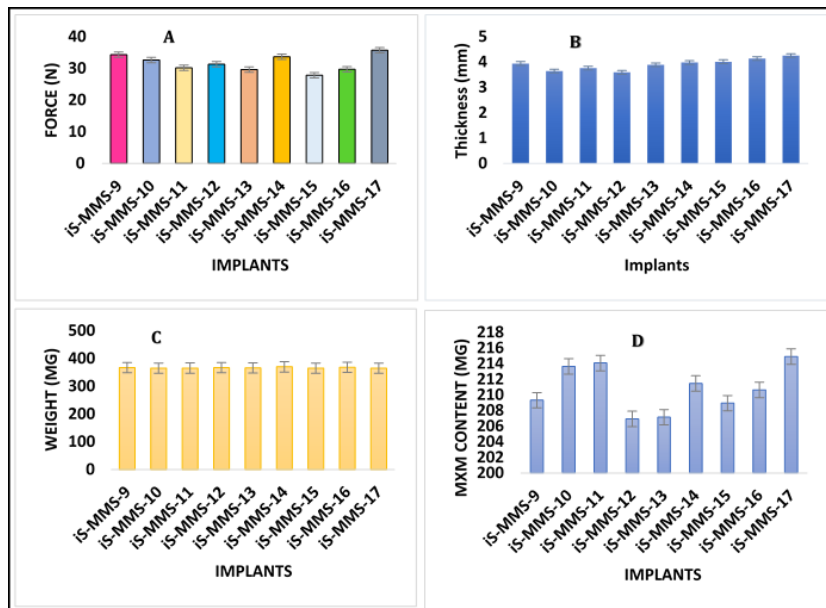 A
FORCE (N)
40
30
20
10
0
iS-MMS-9
iS-MMS-10
iS-MMS-11
iS-MMS-12
iS-MMS-13
iS-MMS-14
iS-MMS-15
iS-MMS-16
iS-MMS-17
IMPLANTS
B
Thickness (mm)
5
4
3
2
1
0
iS-MMS-9
iS-MMS-10
iS-MMS-11
iS-MMS-12
iS-MMS-13
iS-MMS-14
iS-MMS-15
iS-MMS-16
iS-MMS-17
Implants
C
WEIGHT (MG)
500
400
300
200
100
0
iS-MMS-9
iS-MMS-10
iS-MMS-11
iS-MMS-12
iS-MMS-13
iS-MMS-14
iS-MMS-15
iS-MMS-16
iS-MMS-17
IMPLANTS
D
MXM CONTENT (MG)
218
216
214
212
210
208
206
204
202
200
iS-MMS-9
iS-MMS-10
iS-MMS-11
iS-MMS-12
iS-MMS-13
iS-MMS-14
iS-MMS-15
iS-MMS-16
iS-MMS-17
IMPLANTS